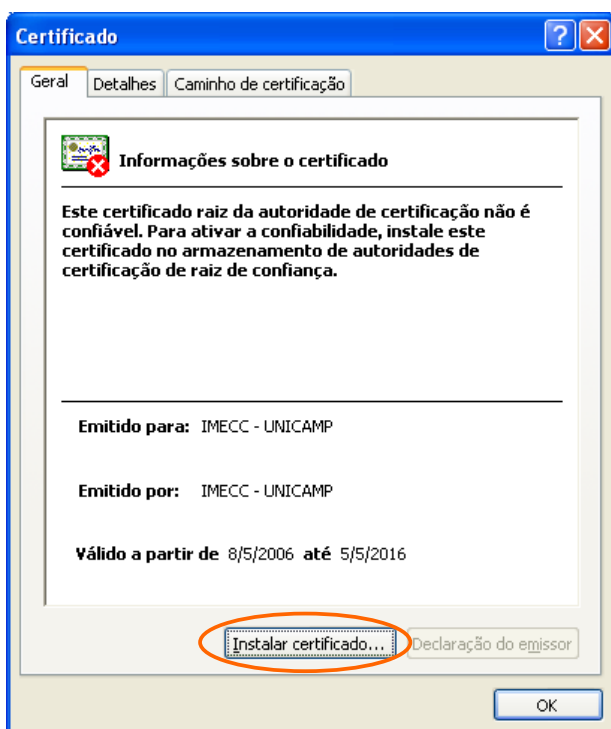 Certificado
Geral Detalhes Caminho de certificação
Informações sobre o certificado
Este certificado raiz da autoridade de certificação não é
confiável. Para ativar a confiabilidade, instale este
certificado no armazenamento de autoridades de
certificação de raiz de confiança.
Emitido para: IMECC - UNICAMP
Emitido por: IMECC - UNICAMP
Válido a partir de 8/5/2006 até 5/5/2016
Instalar certificado... Declaração do emissor
OK